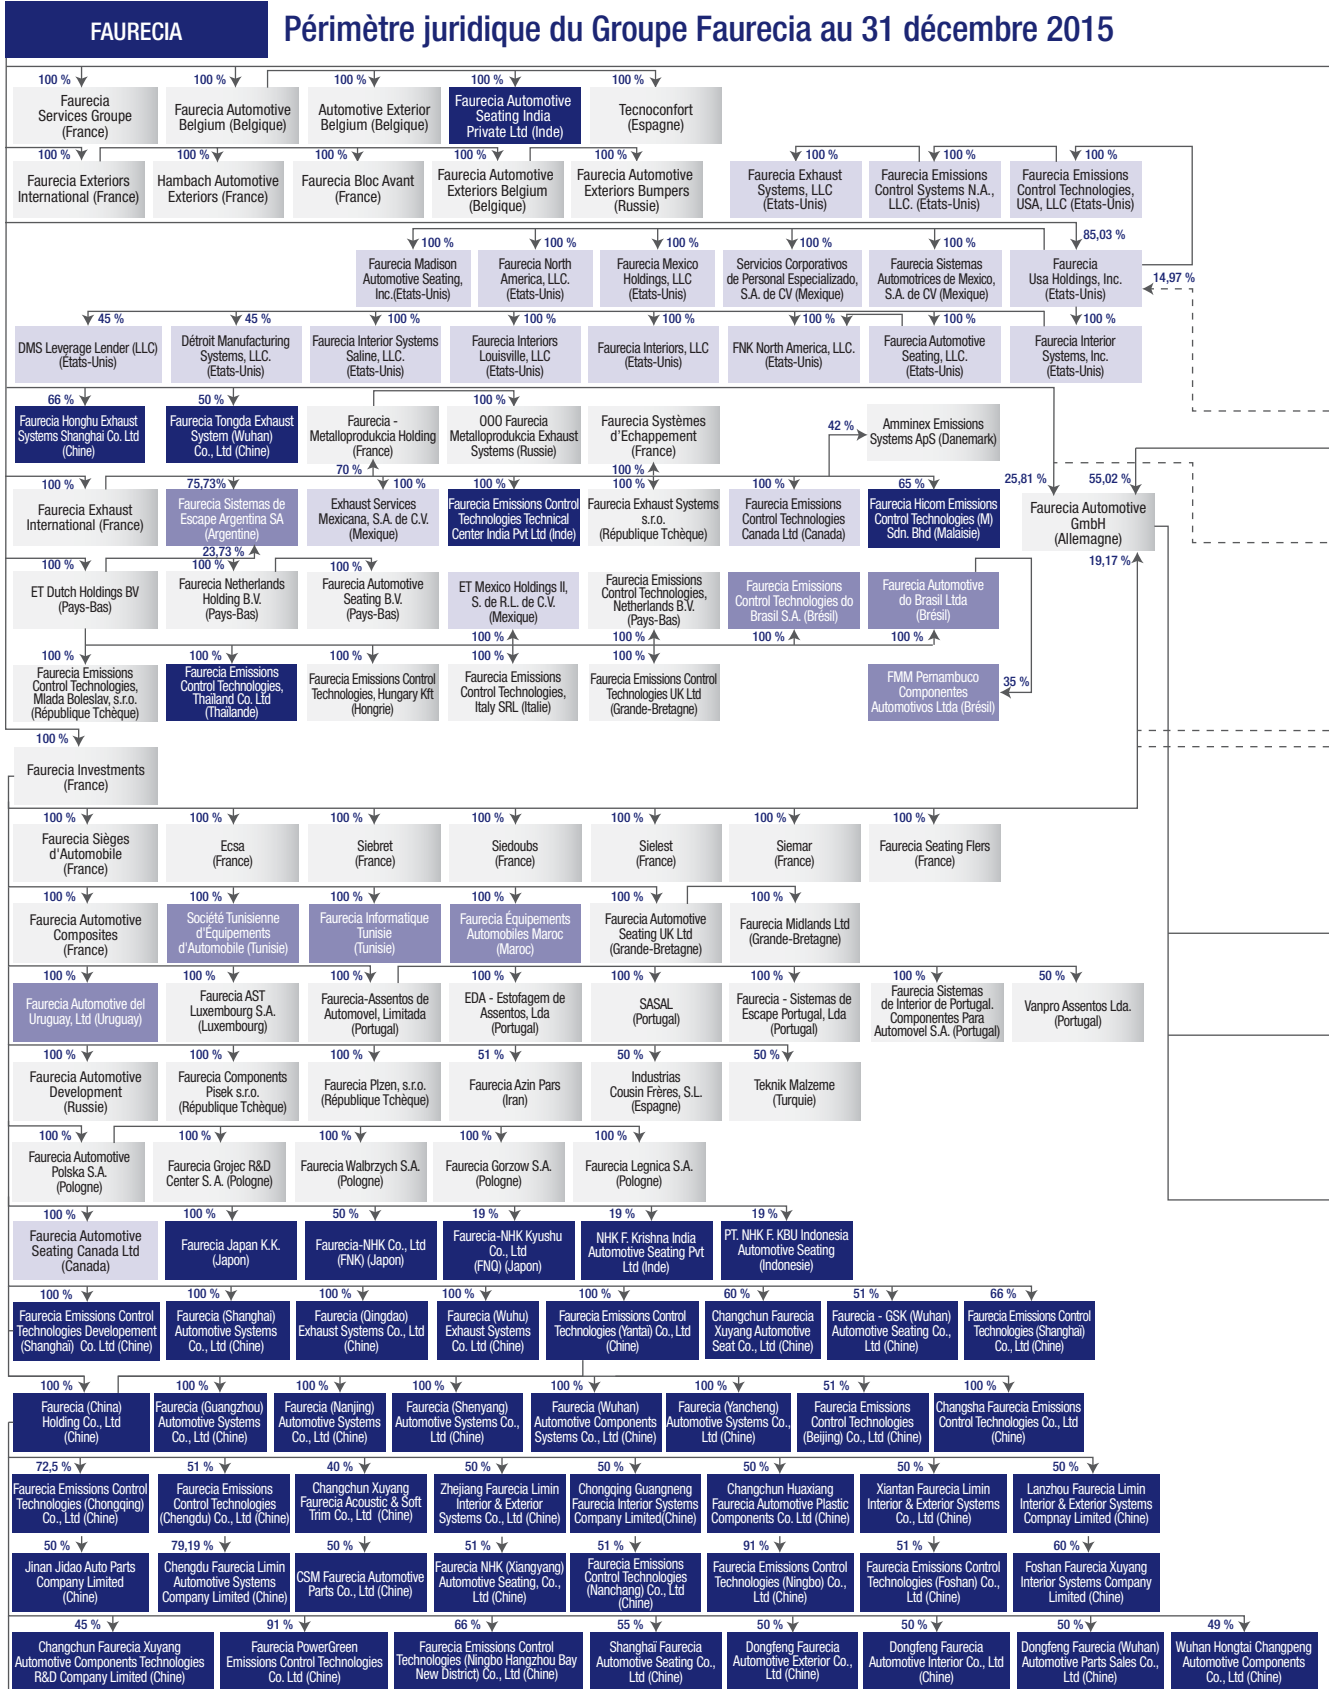 FAURECIA
Périmètre juridique du Groupe Faurecia au 31 décembre 2015
100 %
100 %
100 %
100 %
100 %
Faurecia
Services Groupe
(France)
Faurecia Automotive
Belgium (Belgique)
Automotive Exterior
Belgium (Belgique)
Faurecia Automotive
Seating India
Private Ltd (Inde)
Tecnoconfort
(Espagne)
100 %
100 %
100 %
100 %
100 %
100 %
100 %
100 %
Faurecia Exteriors
International (France)
Hambach Automotive
Exteriors (France)
Faurecia Bloc Avant
(France)
Faurecia Automotive
Exteriors Belgium
(Belgique)
Faurecia Automotive
Exteriors Bumpers
(Russie)
Faurecia Exhaust
Systems, LLC
(Etats-Unis)
Faurecia Emissions
Control Systems N.A.,
LLC. (Etats-Unis)
Faurecia Emissions
Control Technologies,
USA, LLC (Etats-Unis)
100 %
100 %
100 %
100 %
100 %
85,03 %
Faurecia Madison
Automotive Seating,
Inc.(Etats-Unis)
Faurecia North
America, LLC.
(Etats-Unis)
Faurecia Mexico
Holdings, LLC
(Etats-Unis)
Servicios Corporativos
de Personal Especializado,
S.A. de CV (Mexique)
Faurecia Sistemas
Automotrices de Mexico,
S.A. de CV (Mexique)
Faurecia
Usa Holdings, Inc.
(Etats-Unis)
14,97 %
45 %
45 %
100 %
100 %
100 %
100 %
100 %
100 %
DMS Leverage Lender (LLC)
(États-Unis)
Détroit Manufacturing
Systems, LLC.
(Etats-Unis)
Faurecia Interior Systems
Saline, LLC.
(Etats-Unis)
Faurecia Interiors
Louisville, LLC
(Etats-Unis)
Faurecia Interiors, LLC
(Etats-Unis)
FNK North America, LLC.
(Etats-Unis)
Faurecia Automotive
Seating, LLC.
(Etats-Unis)
Faurecia Interior
Systems, Inc.
(Etats-Unis)
66 %
50 %
100 %
Faurecia Honghu Exhaust
Systems Shanghai Co. Ltd
(Chine)
Faurecia Tongda Exhaust
System (Wuhan)
Co., Ltd (Chine)
Faurecia -
Metalloprodukcia Holding
(France)
OOO Faurecia
Metalloprodukcia Exhaust
Systems (Russie)
Faurecia Systèmes
d'Echappement
(France)
42 %
Amminex Emissions
Systems ApS (Danemark)
70 %
100 %
100 %
75,73%
100 %
100 %
100 %
100 %
65 %
25,81 %
55,02 %
Faurecia Exhaust
International (France)
Faurecia Sistemas de
Escape Argentina SA
(Argentine)
Exhaust Services
Mexicana, S.A. de C.V.
(Mexique)
Faurecia Emissions Control
Technologies Technical
Center India Pvt Ltd (Inde)
Faurecia Exhaust Systems
s.r.o.
(République Tchèque)
Faurecia Emissions
Control Technologies
Canada Ltd (Canada)
Faurecia Hicom Emissions
Control Technologies (M)
Sdn. Bhd (Malaisie)
Faurecia Automotive
GmbH
(Allemagne)
23,73 %
19,17 %
100 %
100 %
100 %
ET Dutch Holdings BV
(Pays-Bas)
Faurecia Netherlands
Holding B.V.
(Pays-Bas)
Faurecia Automotive
Seating B.V.
(Pays-Bas)
ET Mexico Holdings II,
S. de R.L. de C.V.
(Mexique)
Faurecia Emissions
Control Technologies,
Netherlands B.V.
(Pays-Bas)
Faurecia Emissions
Control Technologies do
Brasil S.A. (Brésil)
Faurecia Automotive
do Brasil Ltda
(Brésil)
100 %
100 %
100 %
100 %
100 %
100 %
100 %
100 %
100 %
Faurecia Emissions
Control Technologies,
Mlada Boleslav, s.r.o.
(République Tchèque)
Faurecia Emissions
Control Technologies,
Thaïland Co. Ltd
(Thaïlande)
Faurecia Emissions Control
Technologies, Hungary Kft
(Hongrie)
Faurecia Emissions
Control Technologies,
Italy SRL (Italie)
Faurecia Emissions Control
Technologies UK Ltd
(Grande-Bretagne)
FMM Pernambuco
Componentes
Automotivos Ltda (Brésil)
35 %
100 %
Faurecia Investments
(France)
100 %
100 %
100 %
100 %
100 %
100 %
100 %
Faurecia Sièges
d'Automobile
(France)
Ecsa
(France)
Siebret
(France)
Siedoubs
(France)
Sielest
(France)
Siemar
(France)
Faurecia Seating Flers
(France)
100 %
100 %
100 %
100 %
100 %
100 %
Faurecia Automotive
Composites
(France)
Société Tunisienne
d'Équipements
d'Automobile (Tunisie)
Faurecia Informatique
Tunisie
(Tunisie)
Faurecia Équipements
Automobiles Maroc
(Maroc)
Faurecia Automotive
Seating UK Ltd
(Grande-Bretagne)
Faurecia Midlands Ltd
(Grande-Bretagne)
100 %
100 %
100 %
100 %
100 %
100 %
100 %
50 %
Faurecia Automotive del
Uruguay, Ltd (Uruguay)
Faurecia AST
Luxembourg S.A.
(Luxembourg)
Faurecia-Assentos de
Automovel, Limitada
(Portugal)
EDA - Estofagem de
Assentos, Lda
(Portugal)
SASAL
(Portugal)
Faurecia - Sistemas de
Escape Portugal, Lda
(Portugal)
Faurecia Sistemas
de Interior de Portugal.
Componentes Para
Automovel S.A. (Portugal)
Vanpro Assentos Lda.
(Portugal)
100 %
100 %
100 %
51 %
50 %
50 %
Faurecia Automotive
Development
(Russie)
Faurecia Components
Pisek s.r.o.
(République Tchèque)
Faurecia Plzen, s.r.o.
(République Tchèque)
Faurecia Azin Pars
(Iran)
Industrias
Cousin Frères, S.L.
(Espagne)
Teknik Malzeme
(Turquie)
100 %
100 %
100 %
100 %
100 %
Faurecia Automotive
Polska S.A.
(Pologne)
Faurecia Grojec R&D
Center S. A. (Pologne)
Faurecia Walbrzych S.A.
(Pologne)
Faurecia Gorzow S.A.
(Pologne)
Faurecia Legnica S.A.
(Pologne)
100 %
100 %
50 %
19 %
19 %
19 %
Faurecia Automotive
Seating Canada Ltd
(Canada)
Faurecia Japan K.K.
(Japon)
Faurecia-NHK Co., Ltd
(FNK) (Japon)
Faurecia-NHK Kyushu
Co., Ltd
(FNQ) (Japon)
NHK F. Krishna India
Automotive Seating Pvt
Ltd (Inde)
PT. NHK F. KBU Indonesia
Automotive Seating
(Indonesie)
100 %
100 %
100 %
100 %
100 %
60 %
51 %
66 %
Faurecia Emissions Control
Technologies Developement
(Shanghai) Co. Ltd (Chine)
Faurecia (Shanghai)
Automotive Systems
Co., Ltd (Chine)
Faurecia (Qingdao)
Exhaust Systems Co., Ltd
(Chine)
Faurecia (Wuhu)
Exhaust Systems
Co. Ltd (Chine)
Faurecia Emissions Control
Technologies (Yantaï) Co., Ltd
(Chine)
Changchun Faurecia
Xuyang Automotive
Seat Co., Ltd (Chine)
Faurecia - GSK (Wuhan)
Automotive Seating Co.,
Ltd (Chine)
Faurecia Emissions Control
Technologies (Shanghaï)
Co., Ltd (Chine)
100 %
100 %
100 %
100 %
100 %
100 %
51 %
100 %
Faurecia (China)
Holding Co., Ltd
(Chine)
Faurecia (Guangzhou)
Automotive Systems
Co., Ltd (Chine)
Faurecia (Nanjing)
Automotive Systems
Co., Ltd (Chine)
Faurecia (Shenyang)
Automotive Systems Co.,
Ltd (Chine)
Faurecia (Wuhan)
Automotive Components
Systems Co., Ltd (Chine)
Faurecia (Yancheng)
Automotive Systems Co.,
Ltd (Chine)
Faurecia Emissions
Control Technologies
(Beijing) Co., Ltd (Chine)
Changsha Faurecia Emissions
Control Technologies Co., Ltd
(Chine)
72,5 %
51 %
40 %
50 %
50 %
50 %
50 %
50 %
Faurecia Emissions Control
Technologies (Chongqing)
Co., Ltd (Chine)
Faurecia Emissions
Control Technologies
(Chengdu) Co., Ltd (Chine)
Changchun Xuyang
Faurecia Acoustic & Soft
Trim Co., Ltd (Chine)
Zhejiang Faurecia Limin
Interior & Exterior
Systems Co., Ltd (Chine)
Chongqing Guangneng
Faurecia Interior Systems
Company Limited(Chine)
Changchun Huaxiang
Faurecia Automotive Plastic
Components Co. Ltd (Chine)
Xiantan Faurecia Limin
Interior & Exterior Systems
Co., Ltd (Chine)
Lanzhou Faurecia Limin
Interior & Exterior Systems
Compnay Limited (Chine)
50 %
79,19 %
50 %
51 %
51 %
91 %
51 %
60 %
Jinan Jidao Auto Parts
Company Limited
(Chine)
Chengdu Faurecia Limin
Automotive Systems
Company Limited (Chine)
CSM Faurecia Automotive
Parts Co., Ltd (Chine)
Faurecia NHK (Xiangyang)
Automotive Seating, Co.,
Ltd (Chine)
Faurecia Emissions
Control Technologies
(Nanchang) Co., Ltd
(Chine)
Faurecia Emissions Control
Technologies (Ningbo) Co.,
Ltd (Chine)
Faurecia Emissions Control
Technologies (Foshan) Co.,
Ltd (Chine)
Foshan Faurecia Xuyang
Interior Systems Company
Limited (Chine)
45 %
91 %
66 %
55 %
50 %
50 %
50 %
49 %
Changchun Faurecia Xuyang
Automotive Components Technologies
R&D Company Limited (Chine)
Faurecia PowerGreen
Emissions Control Technologies
Co. Ltd (Chine)
Faurecia Emissions Control
Technologies (Ningbo Hangzhou Bay
New District) Co., Ltd (Chine)
Shanghaï Faurecia
Automotive Seating Co.,
Ltd (Chine)
Dongfeng Faurecia
Automotive Exterior Co.,
Ltd (Chine)
Dongfeng Faurecia
Automotive Interior Co., Ltd
(Chine)
Dongfeng Faurecia (Wuhan)
Automotive Parts Sales Co.,
Ltd (Chine)
Wuhan Hongtai Changpeng
Automotive Components
Co., Ltd (Chine)